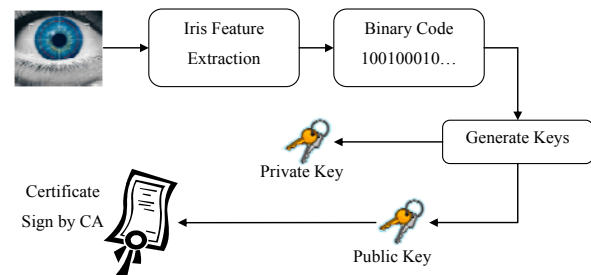 Iris Feature
Extraction
Binary Code
100100010…
Generate Keys
Private Key
Certificate
Sign by CA
Public Key